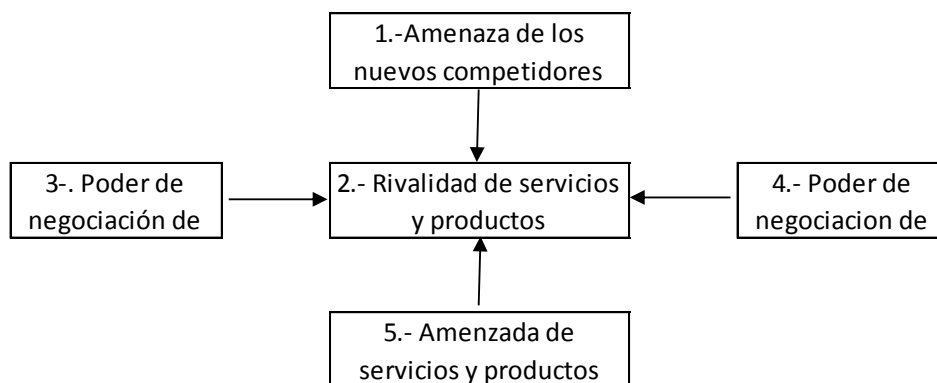 1.-Amenaza de los
nuevos competidores
3-. Poder de
negociación de
2.- Rivalidad de servicios
y productos
4.- Poder de
negociacion de
5.- Amenzada de
servicios y productos